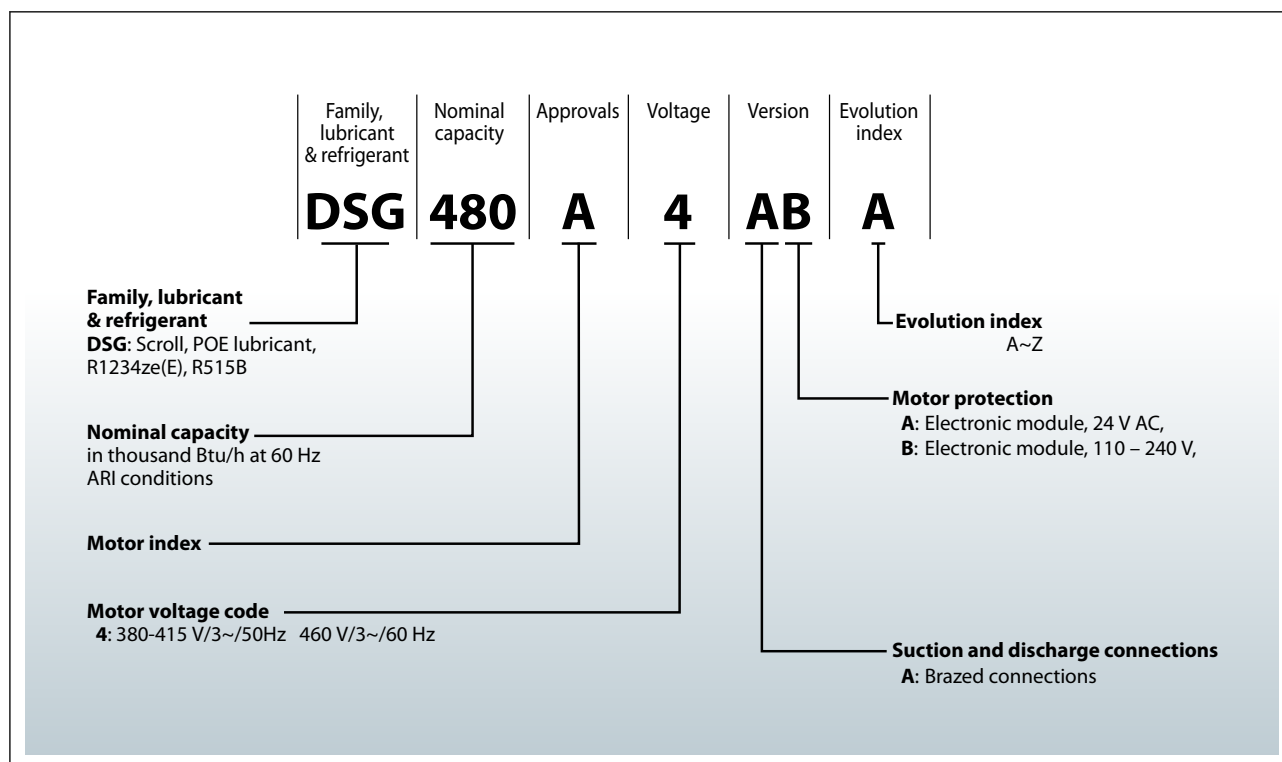 Family,
lubricant
& refrigerant
Nominal
capacity
Approvals
Voltage
Version
Evolution
index
DSG 480 A 4 AB A
Family, lubricant
& refrigerant
DSG: Scroll, POE lubricant,
R1234ze(E), R515B
Nominal capacity
in thousand Btu/h at 60 Hz
ARI conditions
Motor index
Motor voltage code
4: 380-415 V/3~/50Hz 460 V/3~/60 Hz
Evolution index
A~Z
Motor protection
A: Electronic module, 24 V AC,
B: Electronic module, 110 – 240 V,
Suction and discharge connections
A: Brazed connections